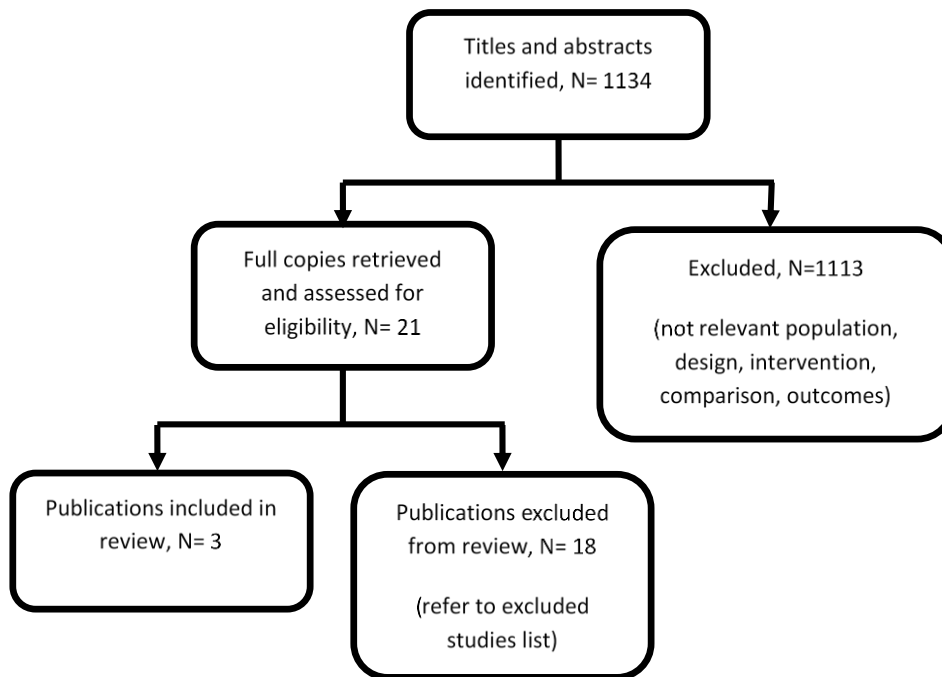 Titles and abstracts
identified, N= 1134
Full copies retrieved
and assessed for
eligibility, N= 21
Excluded, N=1113
(not relevant population,
design, intervention,
comparison, outcomes)
Publications included in
review, N= 3
Publications excluded
from review, N= 18
(refer to excluded
studies list)